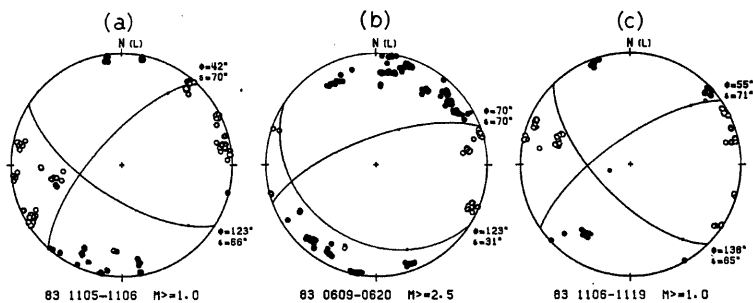 (a) (b) (c)
N (L) N (L) N (L)
Φ=42° Φ=55°
δ=70° δ=71°
Φ=70°
δ=70°
Φ=123° Φ=123° Φ=138°
δ=66° δ=31° δ=65°
83 1105-1106 M>=1.0 83 0609-0620 M>=2.5 83 1106-1119 M>=1.0